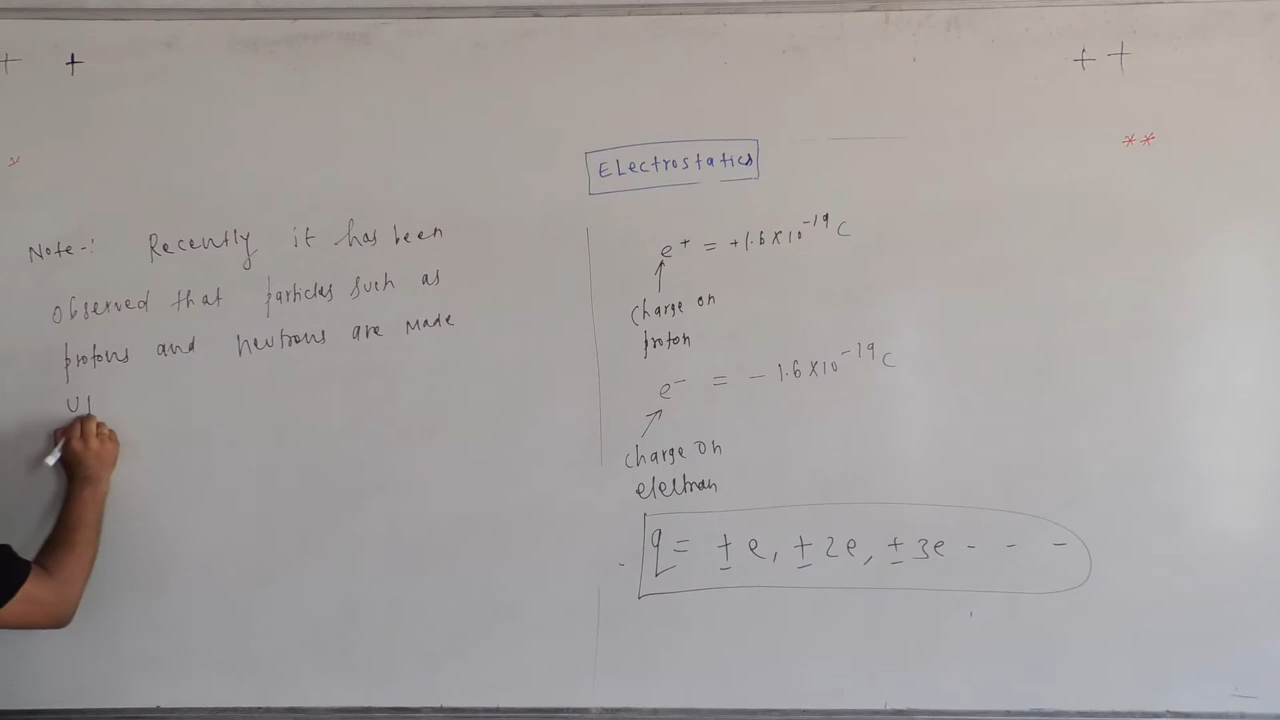 + + + +
* **
Electrostatics
Note-: Recently it has been
observed that particles such as
protons and neutrons are made
up
e⁺ = +1.6×10⁻¹⁹ C
↑
charge on
proton
e⁻ = - 1.6×10⁻¹⁹ C
↗
charge on
electron
q = ± e, ± 2e, ± 3e - - -